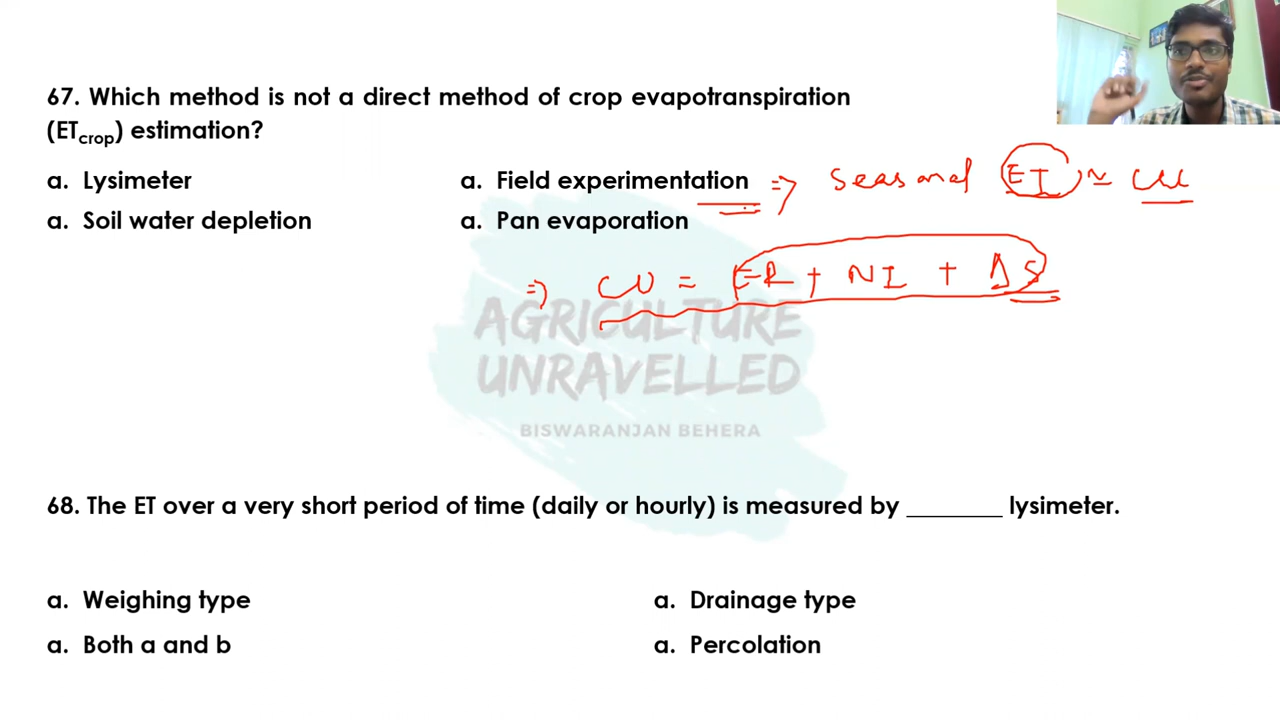 67. Which method is not a direct method of crop evapotranspiration
(ETcrop) estimation?
a. Lysimeter
a. Field experimentation
⇒ seasonal ET ≈ CU
a. Soil water depletion
a. Pan evaporation
⇒ CU = ER + NI + ΔS
AGRICULTURE
UNRAVELLED
BISWARANJAN BEHERA
68. The ET over a very short period of time (daily or hourly) is measured by ________ lysimeter.
a. Weighing type
a. Drainage type
a. Both a and b
a. Percolation